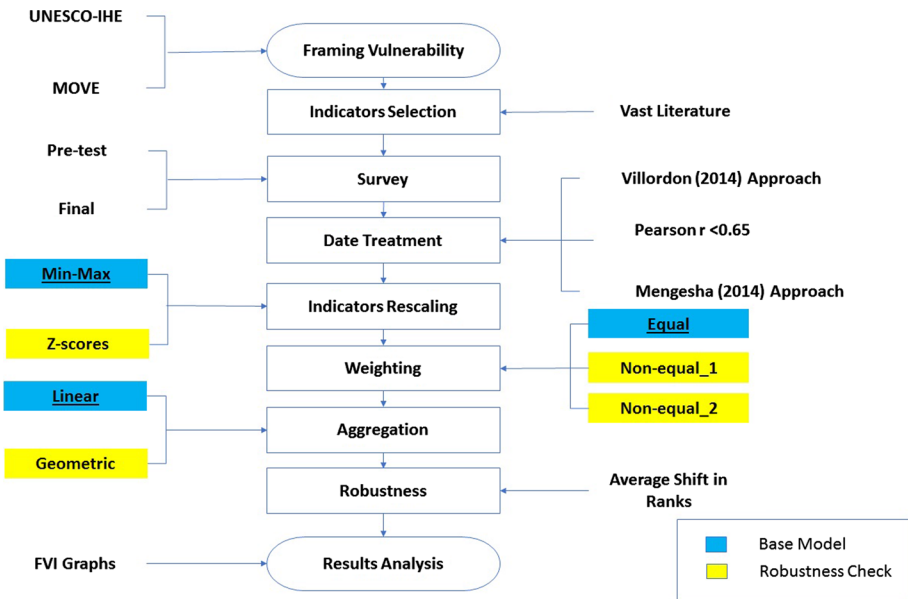 UNESCO-IHE
MOVE
Framing Vulnerability
Indicators Selection
Vast Literature
Pre-test
Final
Survey
Villordon (2014) Approach
Pearson r <0.65
Mengesha (2014) Approach
Date Treatment
Min-Max
Z-scores
Indicators Rescaling
Equal
Non-equal_1
Non-equal_2
Weighting
Linear
Geometric
Aggregation
Robustness
Average Shift in
Ranks
FVI Graphs
Results Analysis
Base Model
Robustness Check